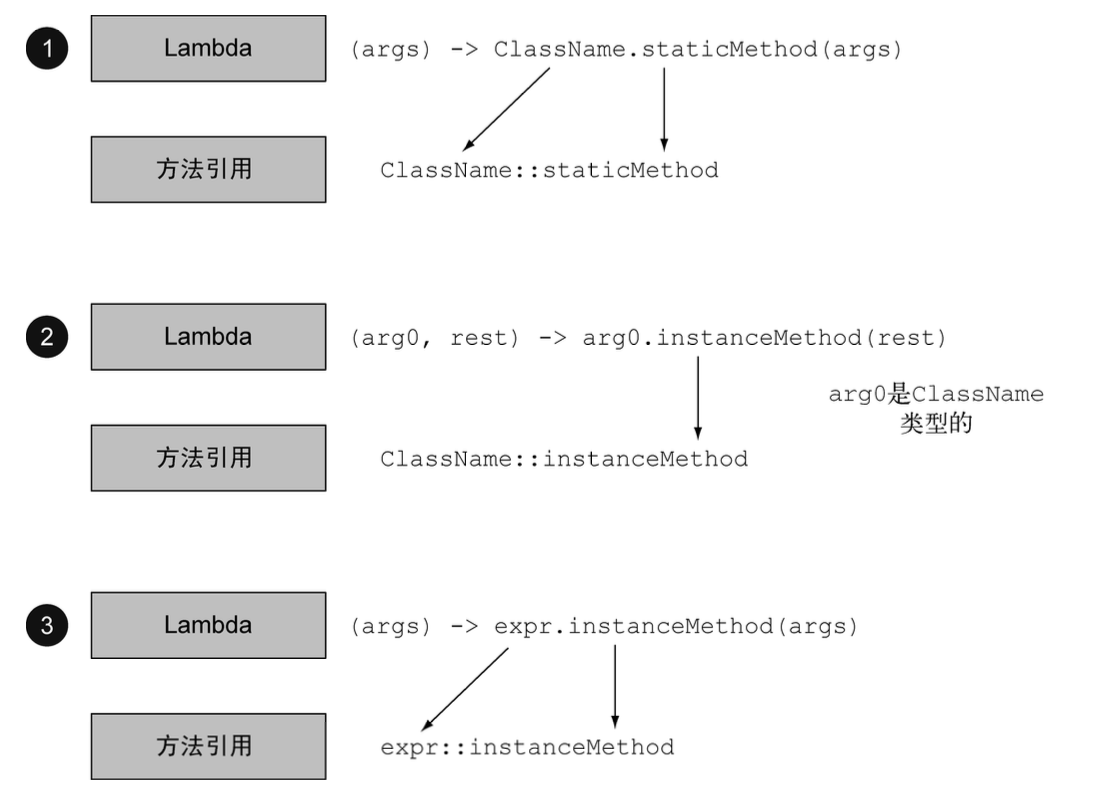 1 Lambda (args) -> ClassName.staticMethod(args)
方法引用 ClassName::staticMethod
2 Lambda (arg0, rest) -> arg0.instanceMethod(rest)
arg0是ClassName
类型的
方法引用 ClassName::instanceMethod
3 Lambda (args) -> expr.instanceMethod(args)
方法引用 expr::instanceMethod